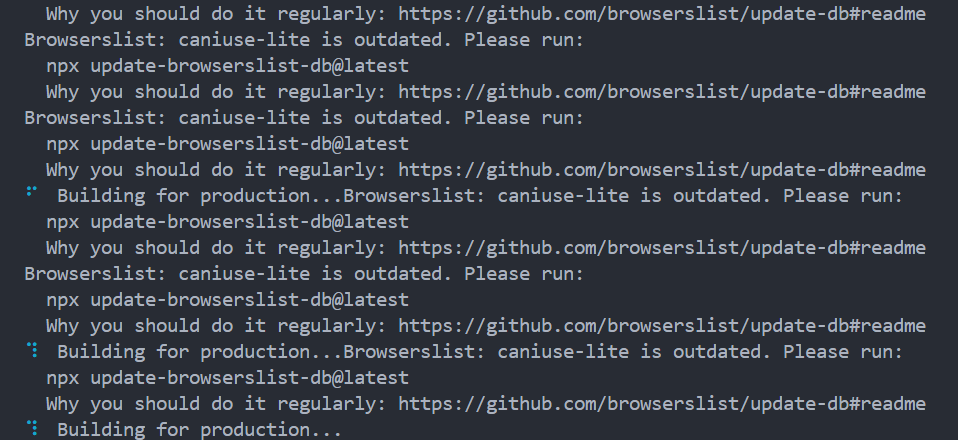 Why you should do it regularly: https://github.com/browserslist/update-db#readme
Browserslist: caniuse-lite is outdated. Please run:
npx update-browserslist-db@latest
Why you should do it regularly: https://github.com/browserslist/update-db#readme
Browserslist: caniuse-lite is outdated. Please run:
npx update-browserslist-db@latest
Why you should do it regularly: https://github.com/browserslist/update-db#readme
⠋ Building for production...Browserslist: caniuse-lite is outdated. Please run:
npx update-browserslist-db@latest
Why you should do it regularly: https://github.com/browserslist/update-db#readme
Browserslist: caniuse-lite is outdated. Please run:
npx update-browserslist-db@latest
Why you should do it regularly: https://github.com/browserslist/update-db#readme
⠹ Building for production...Browserslist: caniuse-lite is outdated. Please run:
npx update-browserslist-db@latest
Why you should do it regularly: https://github.com/browserslist/update-db#readme
⠹ Building for production...